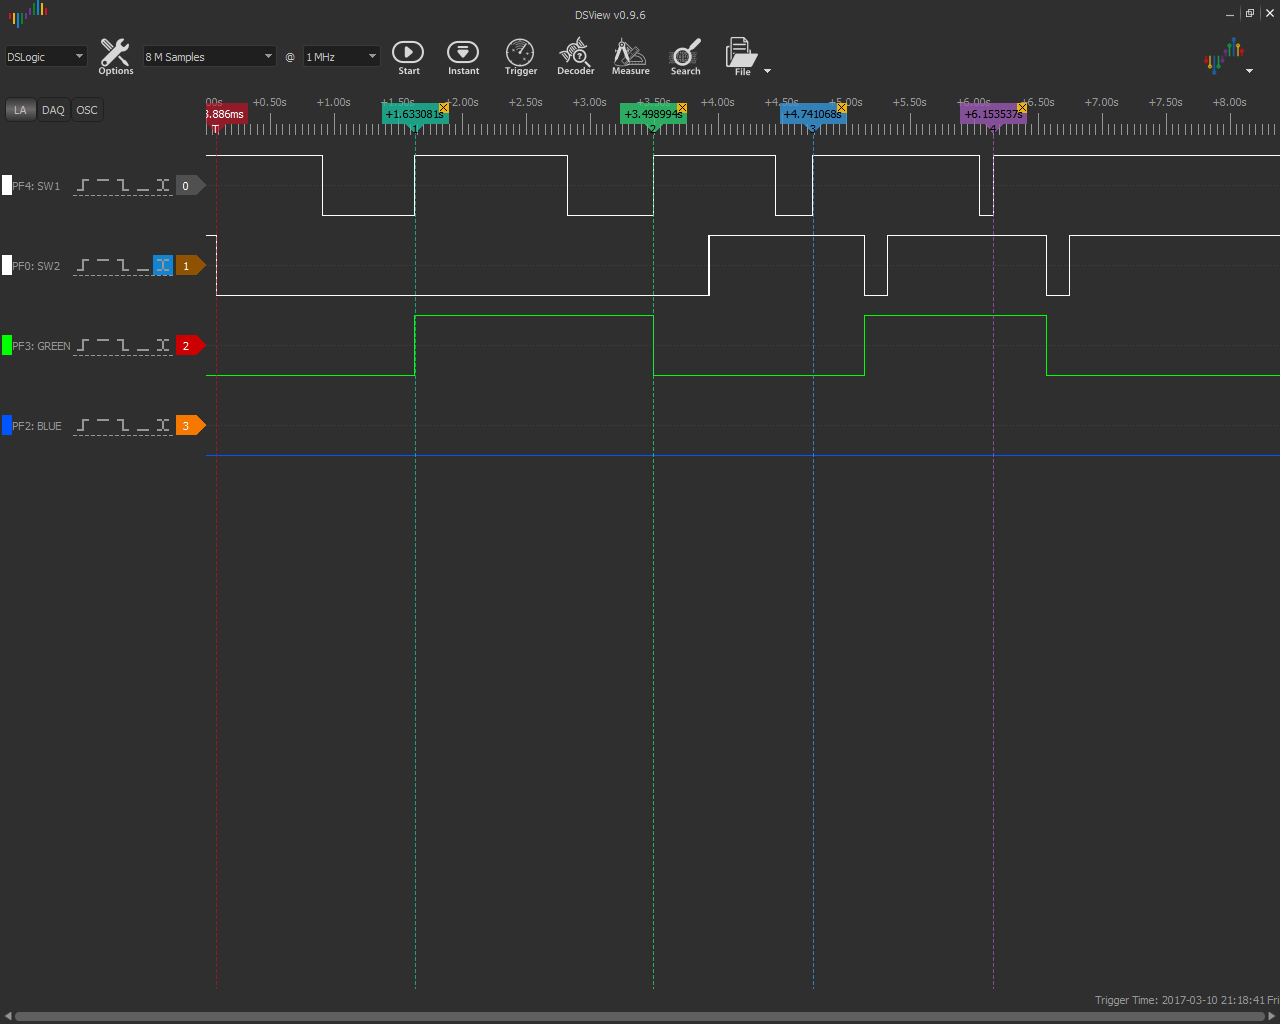 DSView v0.9.6
DSLogic
Options
8 M Samples
@
1 MHz
Start
Instant
Trigger
Decoder
Measure
Search
File
LA
DAQ
OSC
00s +0.50s +1.00s +1.50s +2.00s +2.50s +3.00s +3.50s +4.00s +4.50s +5.00s +5.50s +6.00s +6.50s +7.00s +7.50s +8.00s
3.886ms +1.633081s +3.498994s +4.741068s +6.153537s
T 1 2 3 4
PF4: SW1 0
PF0: SW2 1
PF3: GREEN 2
PF2: BLUE 3
Trigger Time: 2017-03-10 21:18:41 Fri